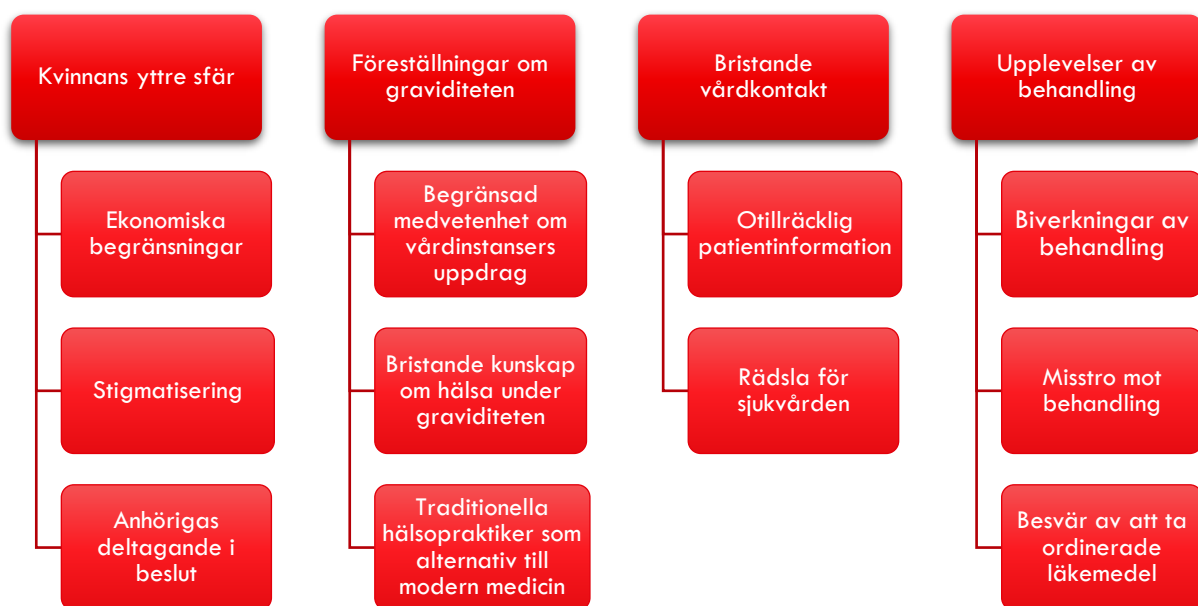 Kvinnans yttre sfär
Ekonomiska
begränsningar
Stigmatisering
Anhörigas
deltagande i
beslut
Föreställningar om
graviditeten
Begränsad
medvetenhet om
vårdinstansers
uppdrag
Bristande kunskap
om hälsa under
graviditeten
Traditionella
hälsopraktiker som
alternativ till
modern medicin
Bristande
vårdkontakt
Otillräcklig
patientinformation
Rädsla för
sjukvården
Upplevelser av
behandling
Biverkningar av
behandling
Misstro mot
behandling
Besvär av att ta
ordinerade
läkemedel